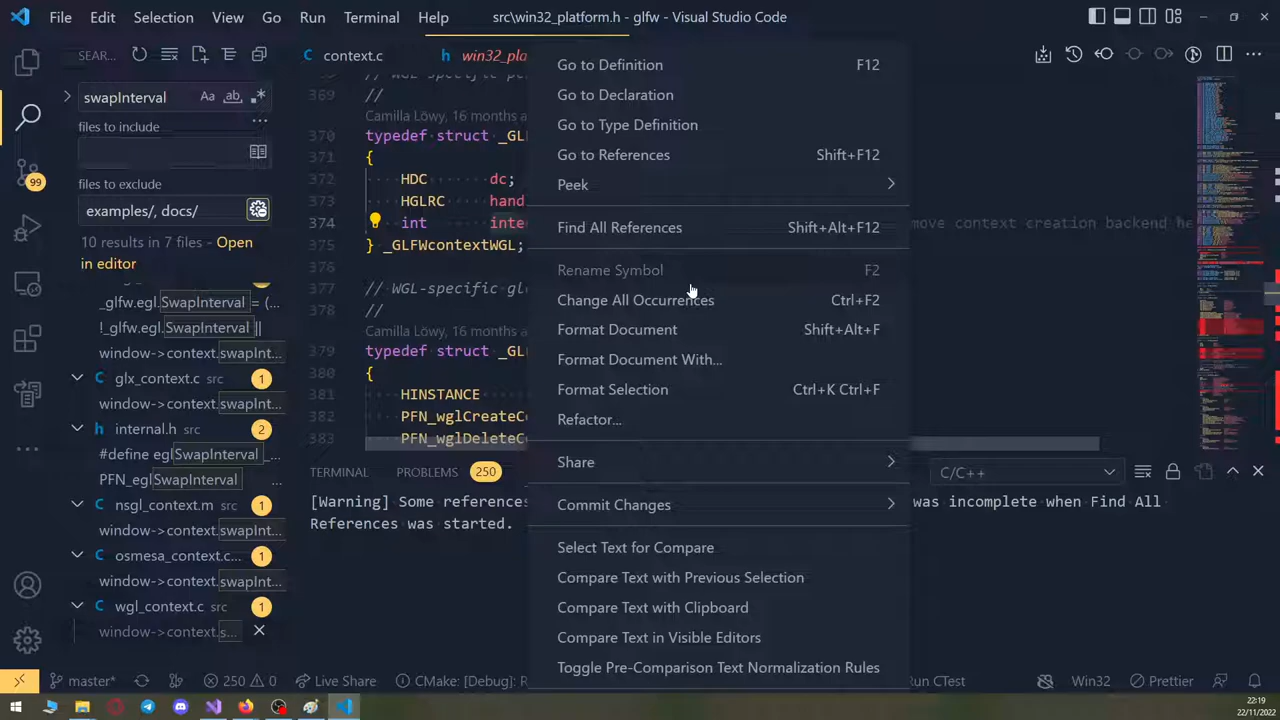 File Edit Selection View Go Run Terminal Help src\win32_platform.h - glfw - Visual Studio Code
SEAR...
context.c
h win32_pla
swapInterval Aa ab .*
files to include
files to exclude
examples/, docs/
10 results in 7 files - Open
in editor
_glfw.egl.SwapInterval = (...
!_glfw.egl.SwapInterval ||
window->context.swapInt...
C glx_context.c src 1
window->context.swapInt...
h internal.h src 2
#define eglSwapInterval ...
PFN_eglSwapInterval ...
C nsgl_context.m src 1
window->context.swapInt...
C osmesa_context.c... 1
window->context.swapInt...
C wgl_context.c src 1
window->context.s...
99
369 //
Camilla Löwy, 16 months a
370 typedef struct _GLF
371 {
372 HDC dc;
373 HGLRC hand
374 int inte move context creation backend he
375 } _GLFWcontextWGL;
376
377 // WGL-specific gl
378 //
Camilla Löwy, 16 months a
379 typedef struct _GL
380 {
381 HINSTANCE
382 PFN_wglCreateCo
383 PFN_wglDeleteC
Go to Definition F12
Go to Declaration
Go to Type Definition
Go to References Shift+F12
Peek
Find All References Shift+Alt+F12
Rename Symbol F2
Change All Occurrences Ctrl+F2
Format Document Shift+Alt+F
Format Document With...
Format Selection Ctrl+K Ctrl+F
Refactor...
Share
Commit Changes
Select Text for Compare
Compare Text with Previous Selection
Compare Text with Clipboard
Compare Text in Visible Editors
Toggle Pre-Comparison Text Normalization Rules
TERMINAL PROBLEMS 250 C/C++
[Warning] Some references was incomplete when Find All
References was started.
master* 250 0 Live Share CMake: [Debug]: R Run CTest Win32 Prettier
22:19
22/11/2022